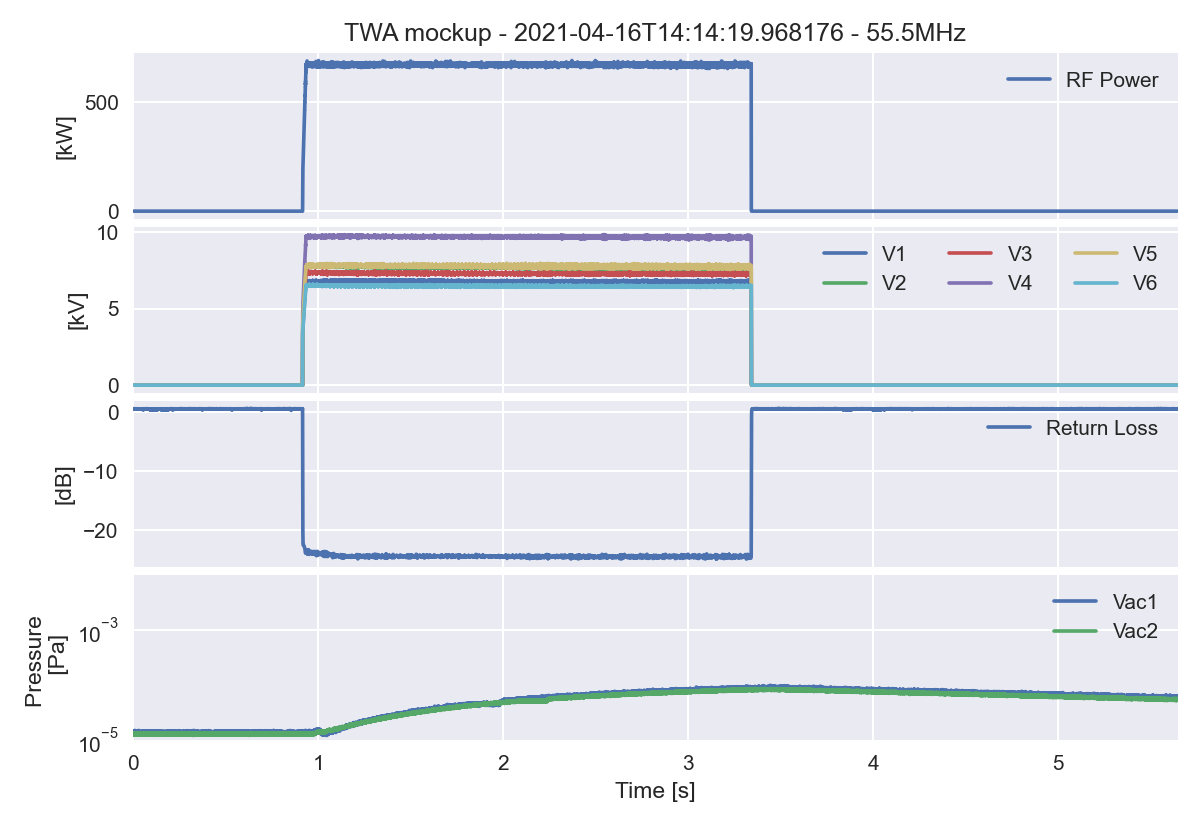 TWA mockup - 2021-04-16T14:14:19.968176 - 55.5MHz
RF Power
500
0
[kW]
10
5
0
[kV]
V1 V3 V5
V2 V4 V6
0
−10
−20
[dB]
Return Loss
Vac1
Vac2
10⁻³
10⁻⁵
Pressure
[Pa]
0 1 2 3 4 5
Time [s]